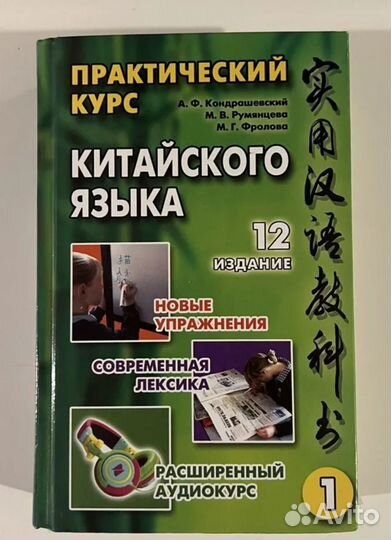 ПРАКТИЧЕСКИЙ
КУРС
А. Ф. Кондрашевский
М. В. Румянцева
М. Г. Фролова
КИТАЙСКОГО
ЯЗЫКА
12
ИЗДАНИЕ
实用汉语教科书
НОВЫЕ
УПРАЖНЕНИЯ
СОВРЕМЕННАЯ
ЛЕКСИКА
РАСШИРЕННЫЙ
АУДИОКУРС
1
Avito